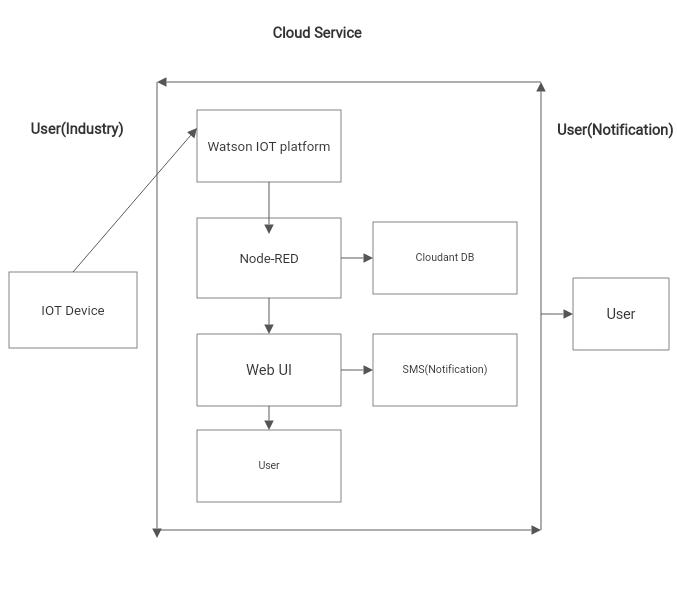 Cloud Service
User(Industry)
User(Notification)
Watson IOT platform
Node-RED
Cloudant DB
IOT Device
User
Web UI
SMS(Notification)
User